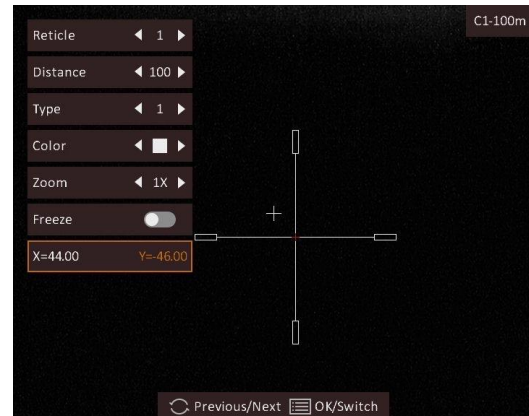 C1-100m
Reticle 1
Distance 100
Type 1
Color
Zoom 1X
Freeze
X=44.00 Y=-46.00
Previous/Next OK/Switch